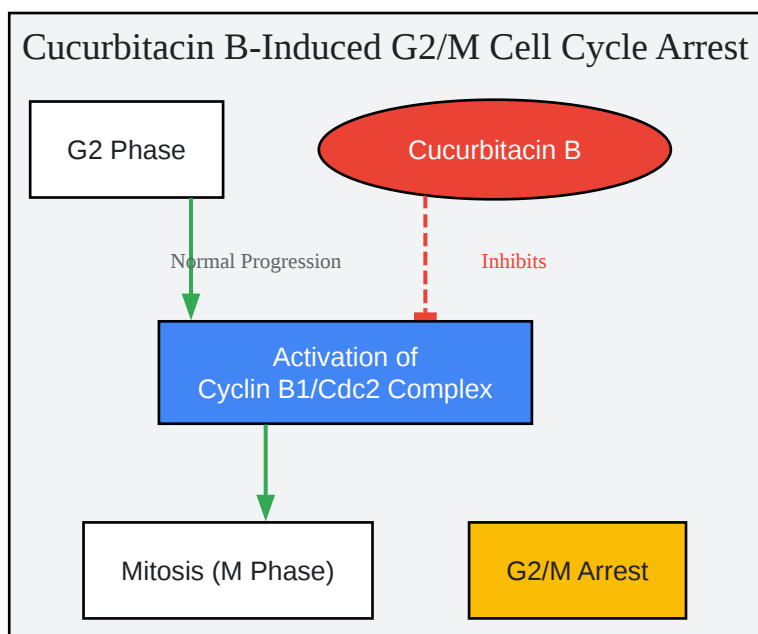 Cucurbitacin B-Induced G2/M Cell Cycle Arrest
G2 Phase
Cucurbitacin B
Normal Progression
Inhibits
Activation of
Cyclin B1/Cdc2 Complex
Mitosis (M Phase)
G2/M Arrest